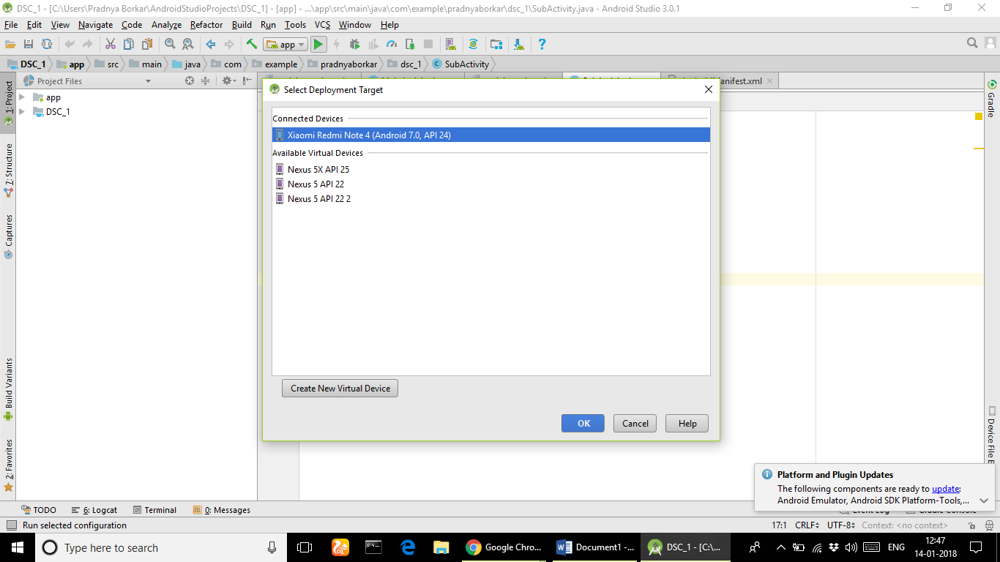 DSC_1 - [C:\Users\Pradnya Borkar\AndroidStudioProjects\DSC_1] - [app] - ...\app\src\main\java\com\example\pradnyaborkar\dsc_1\SubActivity.java - Android Studio 3.0.1
File Edit View Navigate Code Analyze Refactor Build Run Tools VCS Window Help
app
DSC_1 app src main java com example pradnyaborkar dsc_1 SubActivity
Project Files
anifest.xml
1: Project
7: Structure
Captures
Build Variants
2: Favorites
app
DSC_1
Select Deployment Target
Connected Devices
Xiaomi Redmi Note 4 (Android 7.0, API 24)
Available Virtual Devices
Nexus 5X API 25
Nexus 5 API 22
Nexus 5 API 22 2
Create New Virtual Device
OK Cancel Help
Gradle
Device File E
Platform and Plugin Updates
The following components are ready to update:
Android Emulator, Android SDK Platform-Tools,...
TODO 6: Logcat Terminal 0: Messages
Run selected configuration 17:1 CRLF UTF-8 Context: <no context>
Type here to search
Google Chro...
Document1 -...
DSC_1 - [C:\...
ENG
12:47
14-01-2018